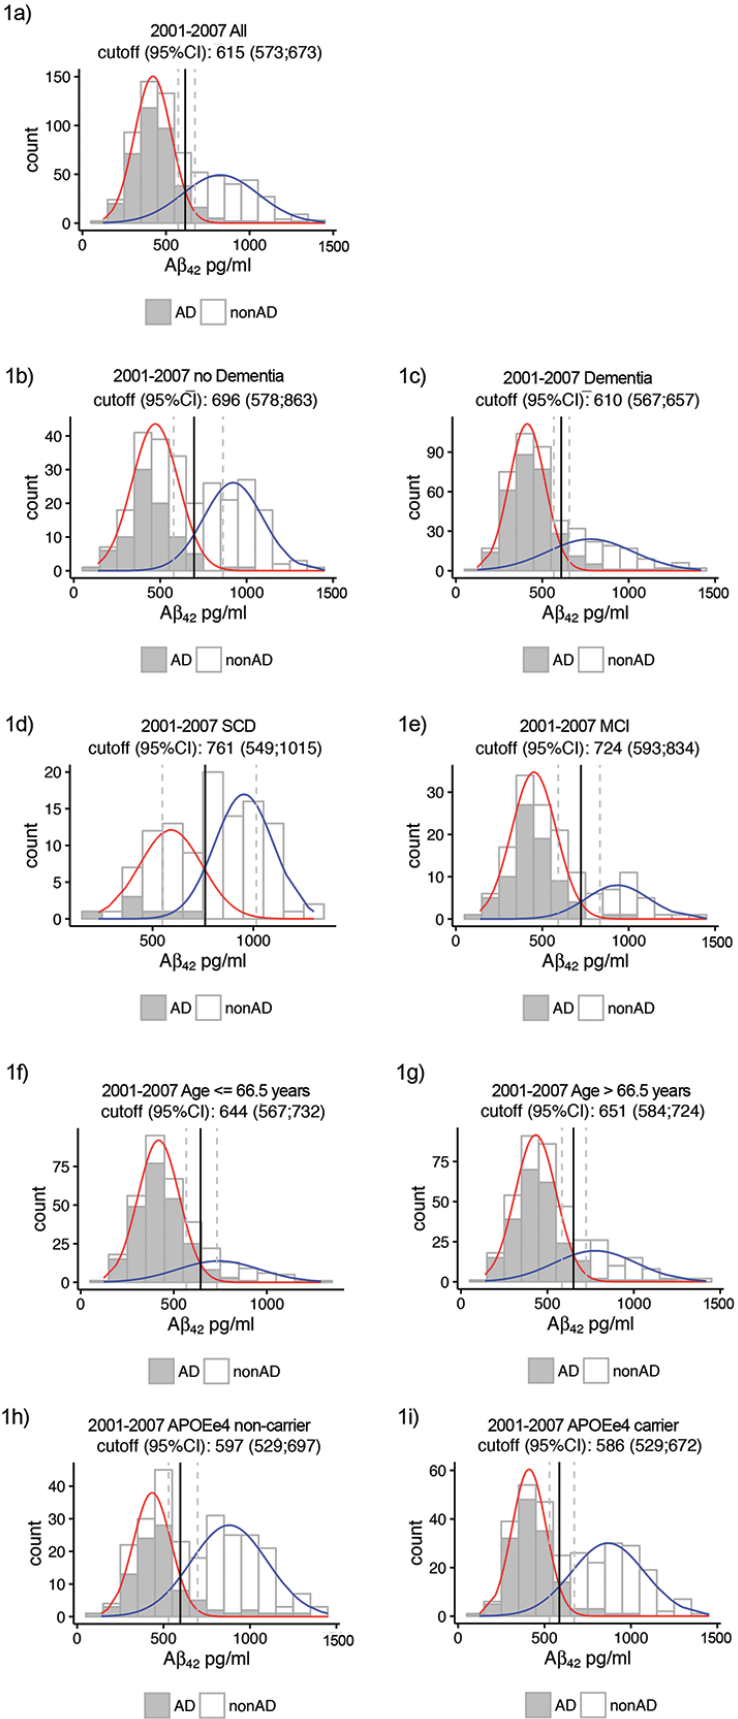 1a)
2001-2007 All
cutoff (95%CI): 615 (573;673)
150
100
50
0
count
0 500 1000 1500
Aβ42 pg/ml
AD nonAD
1b)
2001-2007 no Dementia
cutoff (95%CI): 696 (578;863)
40
30
20
10
0
count
0 500 1000 1500
Aβ42 pg/ml
AD nonAD
1c)
2001-2007 Dementia
cutoff (95%CI): 610 (567;657)
90
60
30
0
count
0 500 1000 1500
Aβ42 pg/ml
AD nonAD
1d)
2001-2007 SCD
cutoff (95%CI): 761 (549;1015)
20
15
10
5
0
count
500 1000
Aβ42 pg/ml
AD nonAD
1e)
2001-2007 MCI
cutoff (95%CI): 724 (593;834)
30
20
10
0
count
0 500 1000 1500
Aβ42 pg/ml
AD nonAD
1f)
2001-2007 Age <= 66.5 years
cutoff (95%CI): 644 (567;732)
75
50
25
0
count
0 500 1000
Aβ42 pg/ml
AD nonAD
1g)
2001-2007 Age > 66.5 years
cutoff (95%CI): 651 (584;724)
75
50
25
0
count
0 500 1000 1500
Aβ42 pg/ml
AD nonAD
1h)
2001-2007 APOEe4 non-carrier
cutoff (95%CI): 597 (529;697)
40
30
20
10
0
count
0 500 1000 1500
Aβ42 pg/ml
AD nonAD
1i)
2001-2007 APOEe4 carrier
cutoff (95%CI): 586 (529;672)
60
40
20
0
count
0 500 1000 1500
Aβ42 pg/ml
AD nonAD